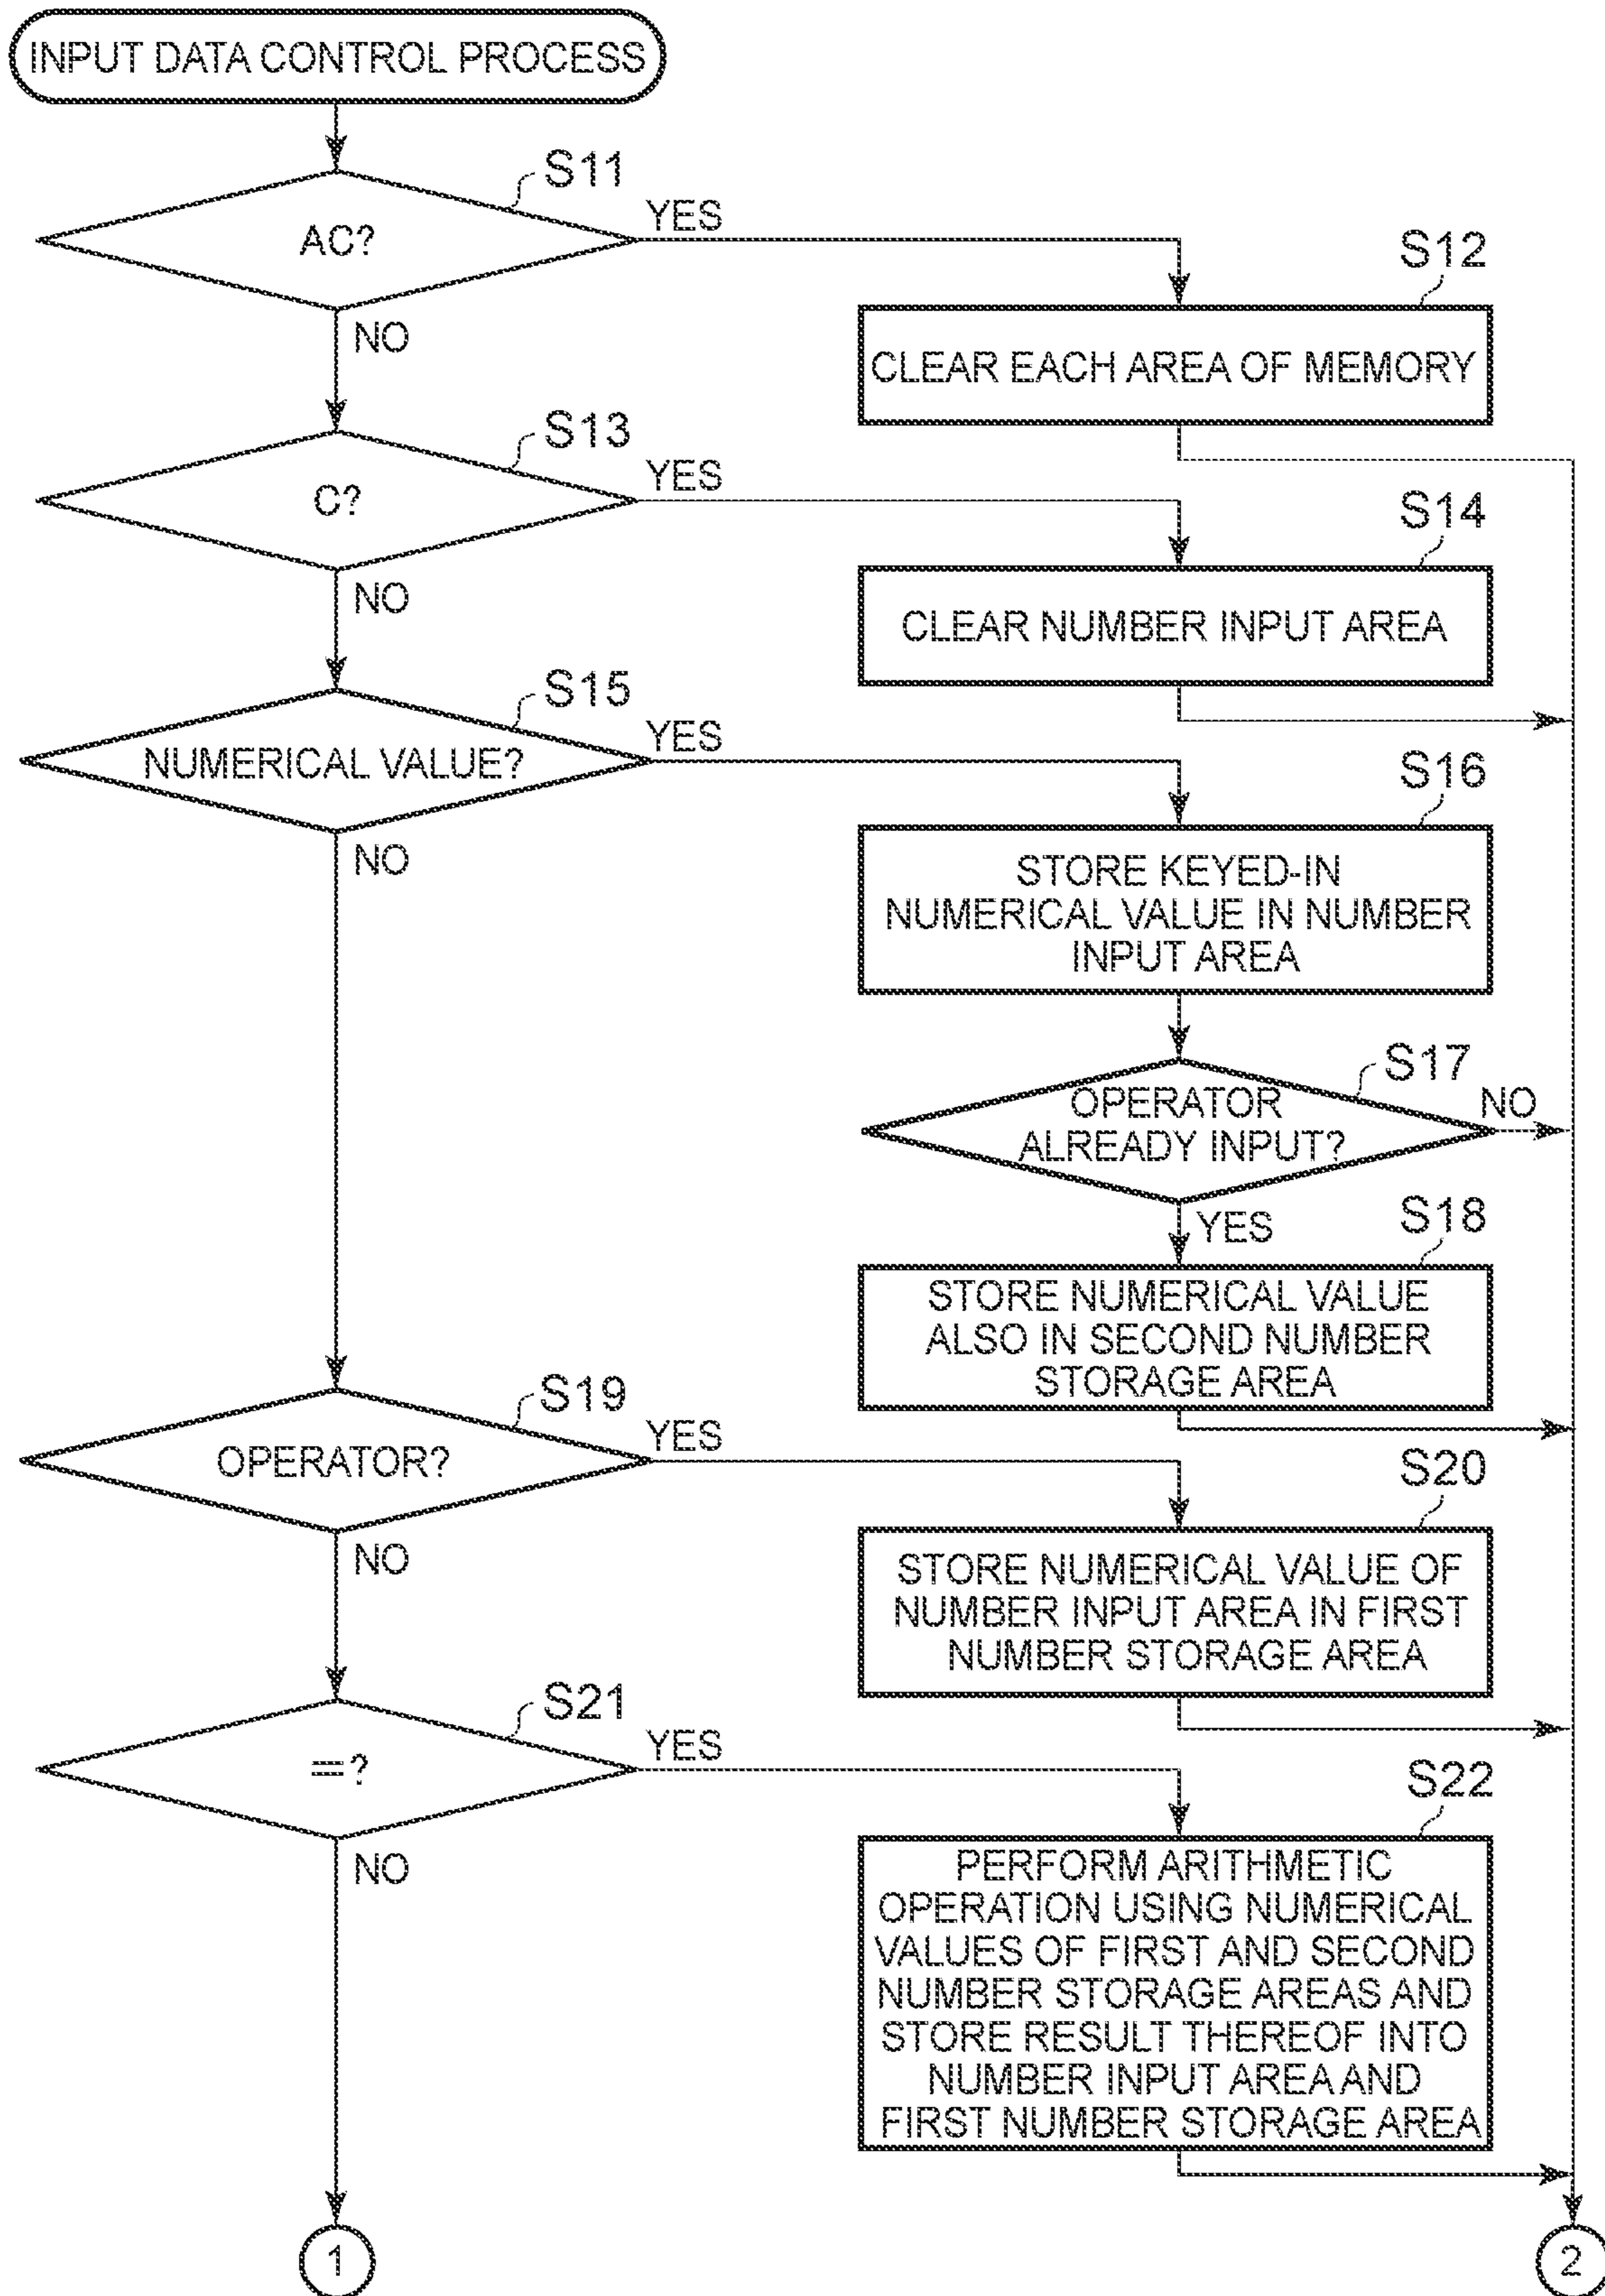 INPUT DATA CONTROL PROCESS
S11
AC?
YES
NO
S12
CLEAR EACH AREA OF MEMORY
S13
C?
YES
NO
S14
CLEAR NUMBER INPUT AREA
S15
NUMERICAL VALUE?
YES
NO
S16
STORE KEYED-IN
NUMERICAL VALUE IN NUMBER
INPUT AREA
S17
OPERATOR
ALREADY INPUT?
NO
YES
S18
STORE NUMERICAL VALUE
ALSO IN SECOND NUMBER
STORAGE AREA
S19
OPERATOR?
YES
NO
S20
STORE NUMERICAL VALUE OF
NUMBER INPUT AREA IN FIRST
NUMBER STORAGE AREA
S21
=?
YES
NO
S22
PERFORM ARITHMETIC
OPERATION USING NUMERICAL
VALUES OF FIRST AND SECOND
NUMBER STORAGE AREAS AND
STORE RESULT THEREOF INTO
NUMBER INPUT AREA AND
FIRST NUMBER STORAGE AREA
1
2